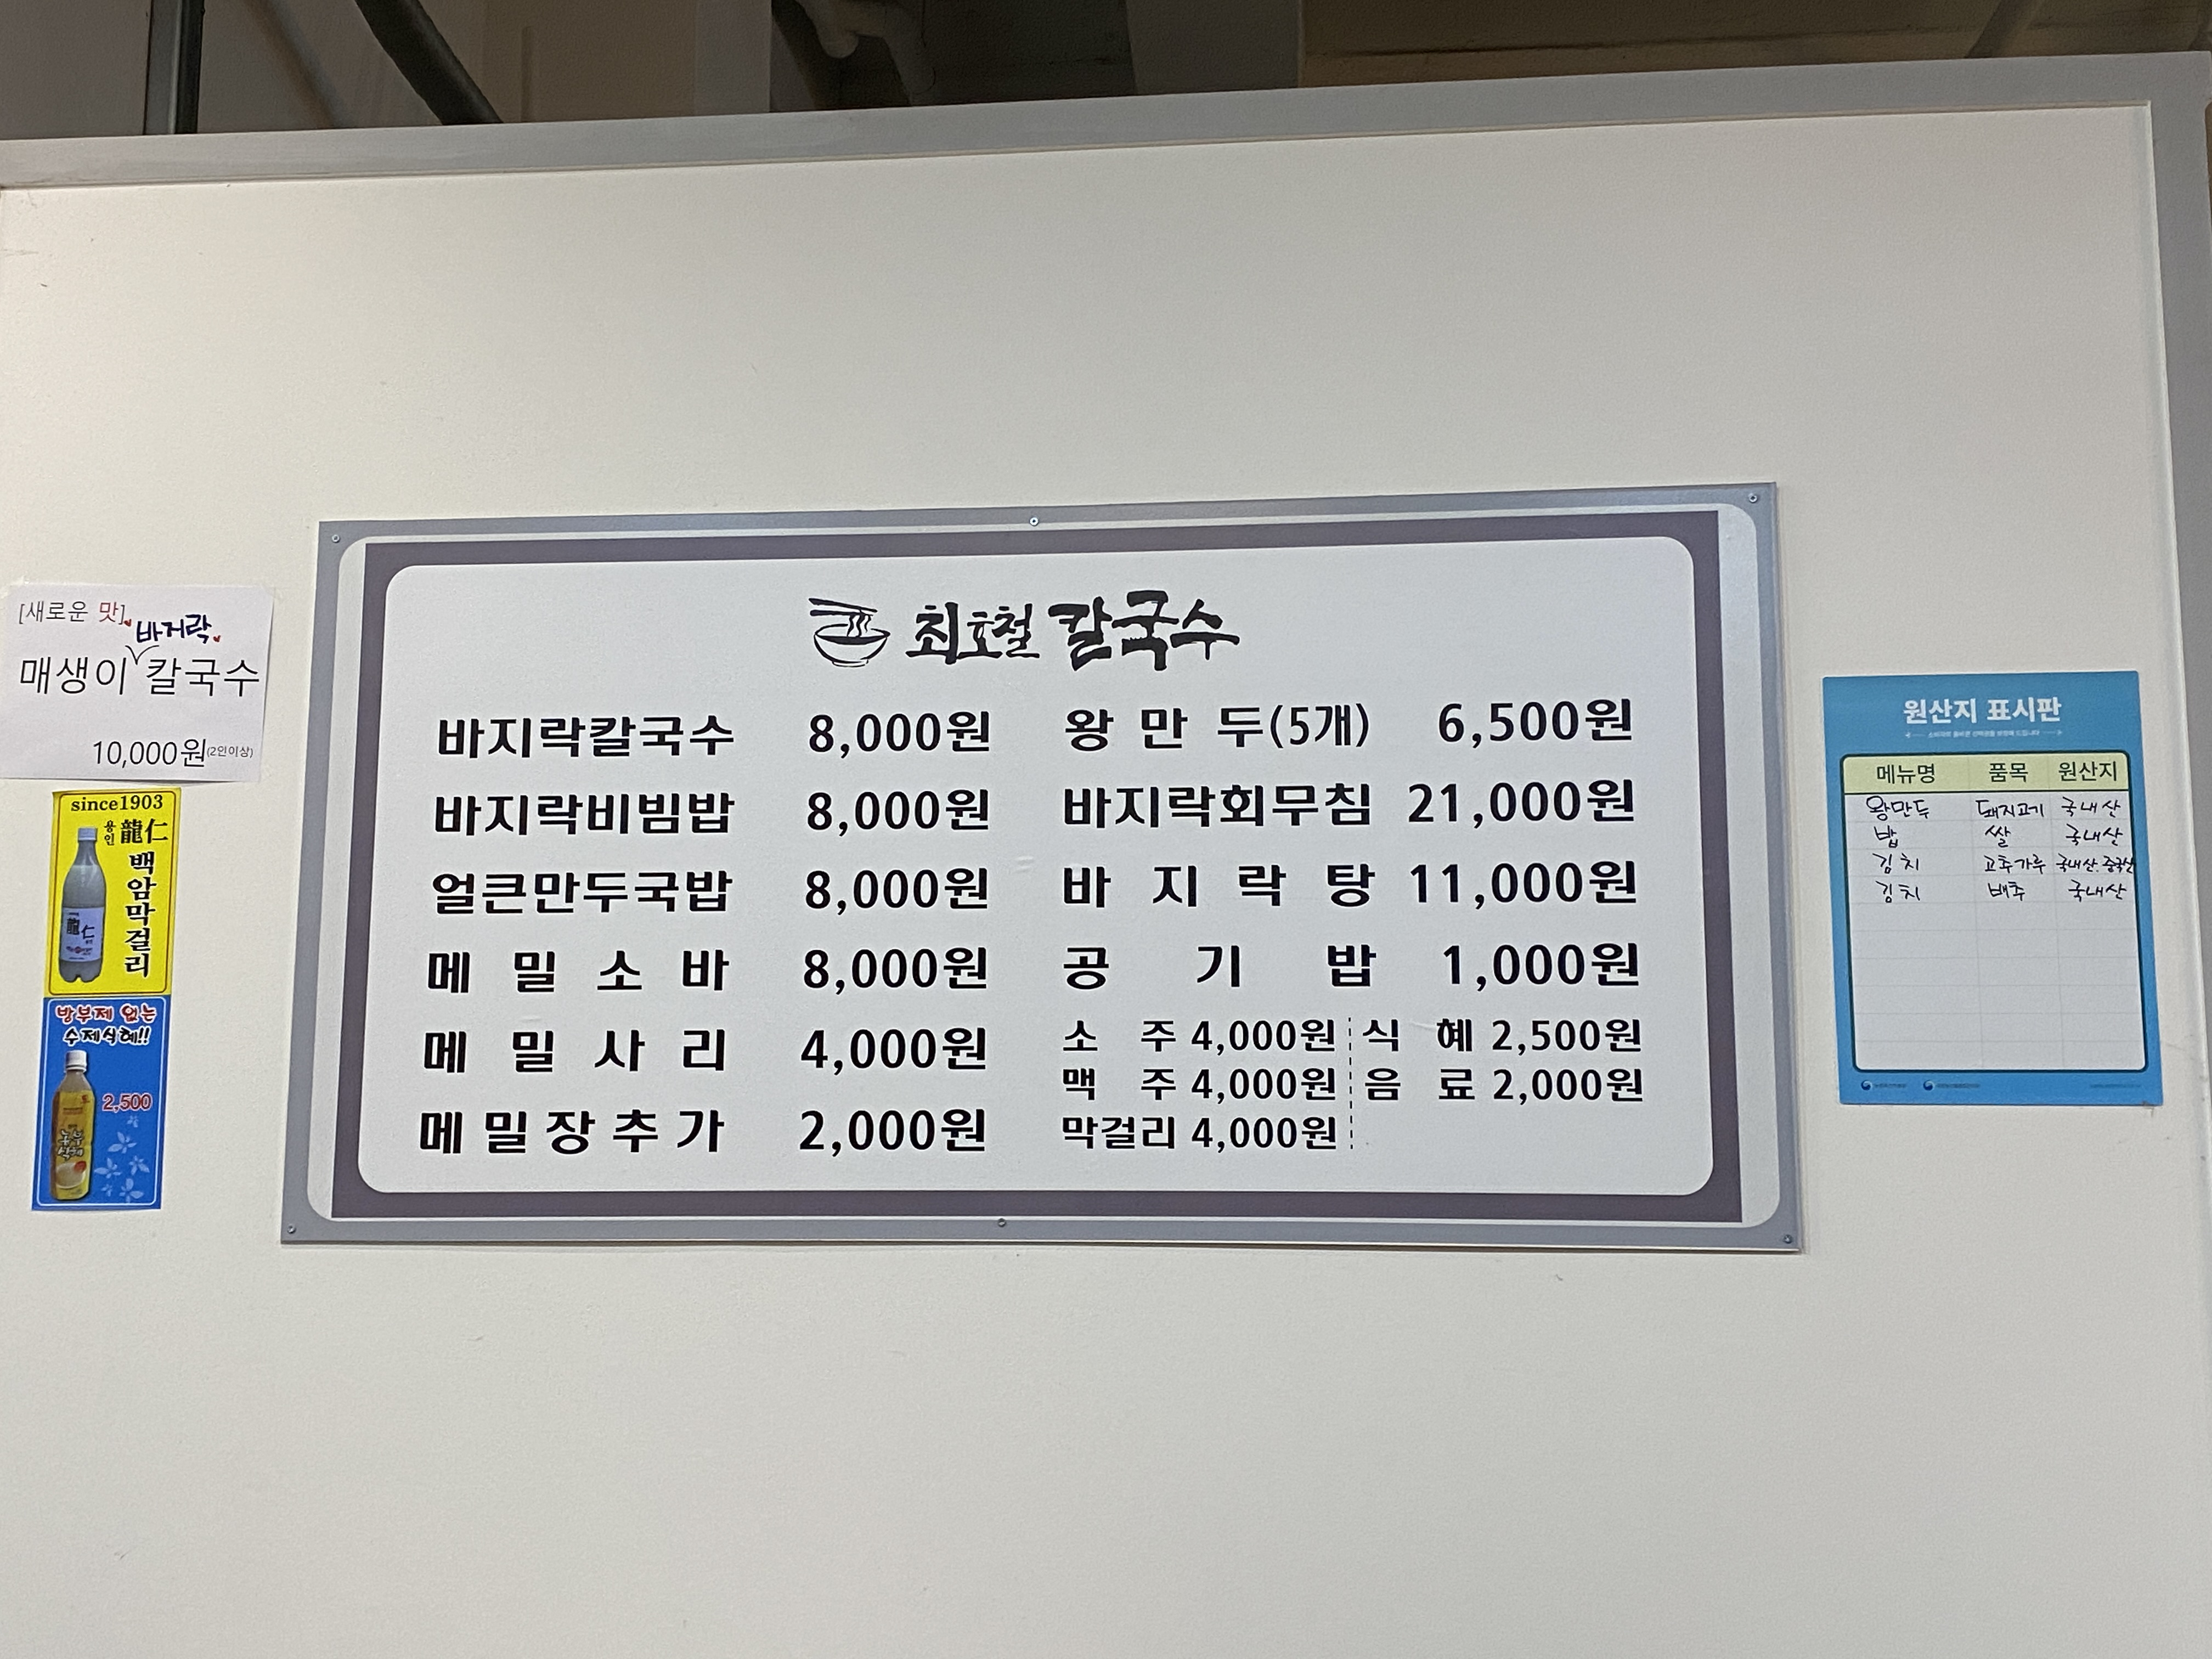 [새로운 맛]
바지락
매생이 칼국수
10,000원(2인이상)
since1903
용인 龍仁
백암막걸리
방부제 없는
수제식혜!!
2,500
최호철 칼국수
바지락칼국수 8,000원
바지락비빔밥 8,000원
얼큰만두국밥 8,000원
메밀소바 8,000원
메밀사리 4,000원
메밀장추가 2,000원
왕만두(5개) 6,500원
바지락회무침 21,000원
바지락탕 11,000원
공기밥 1,000원
소주 4,000원 식혜 2,500원
맥주 4,000원 음료 2,000원
막걸리 4,000원
원산지 표시판
메뉴명 품목 원산지
왕만두 돼지고기 국내산
밥 쌀 국내산
김치 고추가루 국내산.중국산
김치 배추 국내산